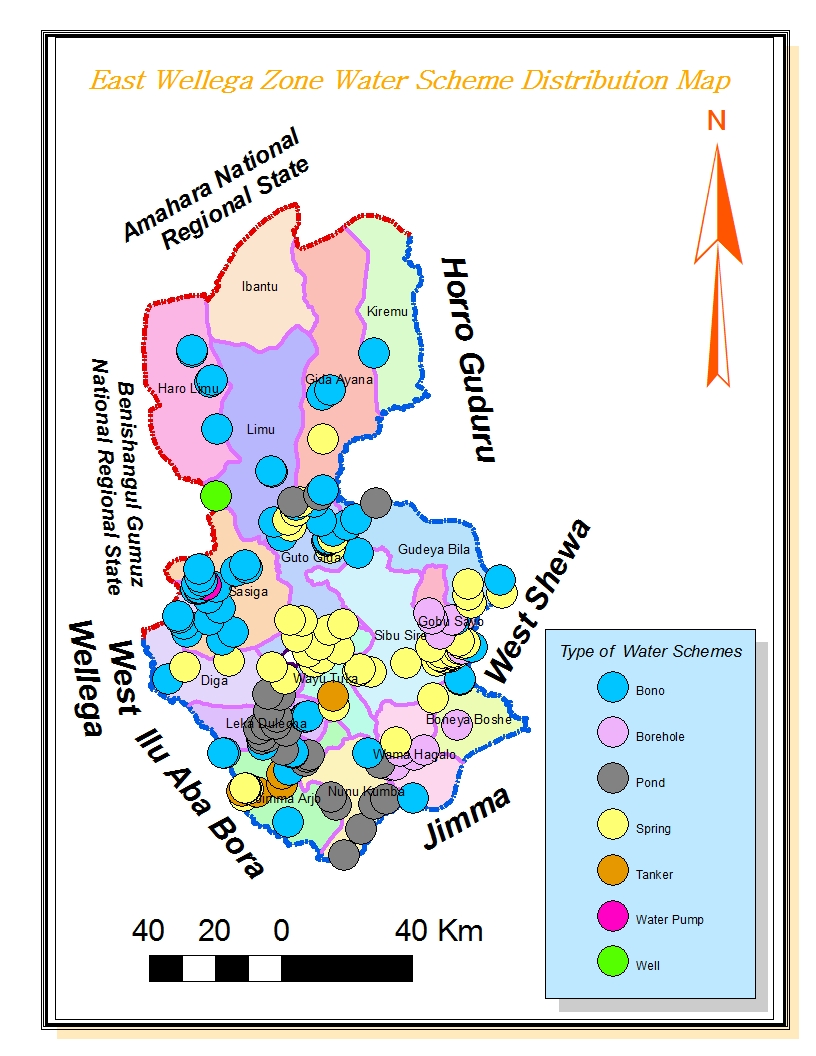 East Wellega Zone Water Scheme Distribution Map
N
Amahara National
Regional State
Ibantu
Kiremu
Horro Guduru
Haro Limu
Gida Ayana
Limu
Benishangul Gumuz
National Regional State
Guto Gida
Gudeya Bila
Sasiga
Gobu Sayo
Sibu Sire
West Shewa
West
Wellega
Diga
Wayu Tuka
Leka Dulecha
Boneya Boshe
Wama Hagalo
Jimma Arjo
Nunu Kumba
Ilu Aba Bora
Jimma
Type of Water Schemes
Bono
Borehole
Pond
Spring
Tanker
Water Pump
Well
40 20 0 40 Km